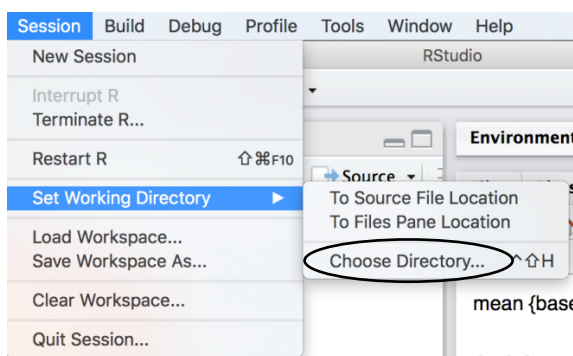 Session Build Debug Profile Tools Window Help
RStudio
New Session
Interrupt R
Terminate R...
Restart R ⇧⌘F10
Set Working Directory ▶
Load Workspace...
Save Workspace As...
Clear Workspace...
Quit Session...
To Source File Location
To Files Pane Location
Choose Directory... ^⇧H
Source
Environment
mean {base